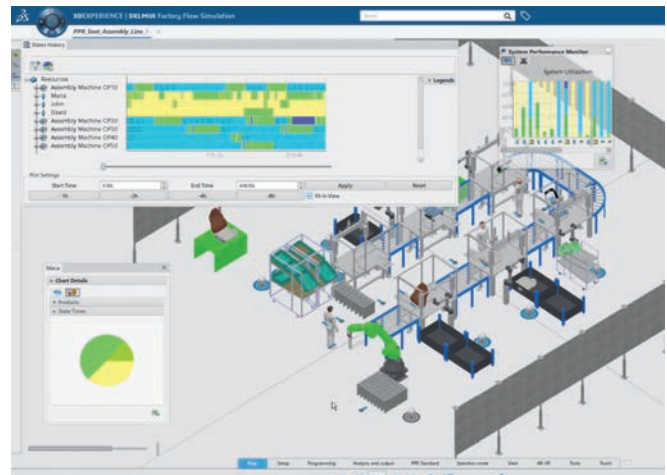 3DEXPERIENCE | DELMIA Factory Flow Simulation
Search
PPR_Seat_Assembly_Line_1
States History
Resources
Assembly Machine OP10
Maria
John
David
Assembly Machine OP20
Assembly Machine OP30
Assembly Machine OP40
Assembly Machine OP50
Legends
Plot Settings
Start Time
End Time
Apply
Reset
Fit In View
System Performance Monitor
System Utilization
Maria
Chart Details
Products
State Times
Play
Setup
Programming
Analysis and output
PPR Standard
Selection mode
View
AR-VR
Tools
Touch